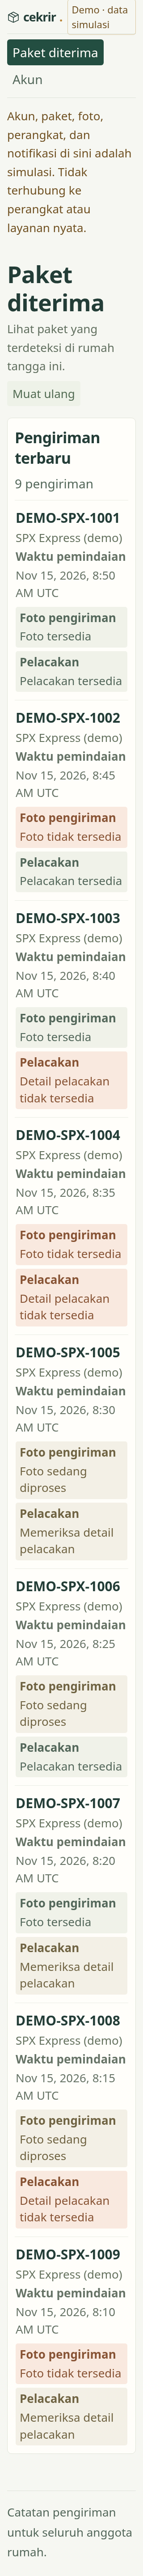 cekrir.
Demo · data
simulasi
Paket diterima
Akun
Akun, paket, foto,
perangkat, dan
notifikasi di sini adalah
simulasi. Tidak
terhubung ke
perangkat atau
layanan nyata.
Paket
diterima
Lihat paket yang
terdeteksi di rumah
tangga ini.
Muat ulang
Pengiriman
terbaru
9 pengiriman
DEMO-SPX-1001
SPX Express (demo)
Waktu pemindaian
Nov 15, 2026, 8:50
AM UTC
Foto pengiriman
Foto tersedia
Pelacakan
Pelacakan tersedia
DEMO-SPX-1002
SPX Express (demo)
Waktu pemindaian
Nov 15, 2026, 8:45
AM UTC
Foto pengiriman
Foto tidak tersedia
Pelacakan
Pelacakan tersedia
DEMO-SPX-1003
SPX Express (demo)
Waktu pemindaian
Nov 15, 2026, 8:40
AM UTC
Foto pengiriman
Foto tersedia
Pelacakan
Detail pelacakan
tidak tersedia
DEMO-SPX-1004
SPX Express (demo)
Waktu pemindaian
Nov 15, 2026, 8:35
AM UTC
Foto pengiriman
Foto tidak tersedia
Pelacakan
Detail pelacakan
tidak tersedia
DEMO-SPX-1005
SPX Express (demo)
Waktu pemindaian
Nov 15, 2026, 8:30
AM UTC
Foto pengiriman
Foto sedang
diproses
Pelacakan
Memeriksa detail
pelacakan
DEMO-SPX-1006
SPX Express (demo)
Waktu pemindaian
Nov 15, 2026, 8:25
AM UTC
Foto pengiriman
Foto sedang
diproses
Pelacakan
Pelacakan tersedia
DEMO-SPX-1007
SPX Express (demo)
Waktu pemindaian
Nov 15, 2026, 8:20
AM UTC
Foto pengiriman
Foto tersedia
Pelacakan
Memeriksa detail
pelacakan
DEMO-SPX-1008
SPX Express (demo)
Waktu pemindaian
Nov 15, 2026, 8:15
AM UTC
Foto pengiriman
Foto sedang
diproses
Pelacakan
Detail pelacakan
tidak tersedia
DEMO-SPX-1009
SPX Express (demo)
Waktu pemindaian
Nov 15, 2026, 8:10
AM UTC
Foto pengiriman
Foto tidak tersedia
Pelacakan
Memeriksa detail
pelacakan
Catatan pengiriman
untuk seluruh anggota
rumah.